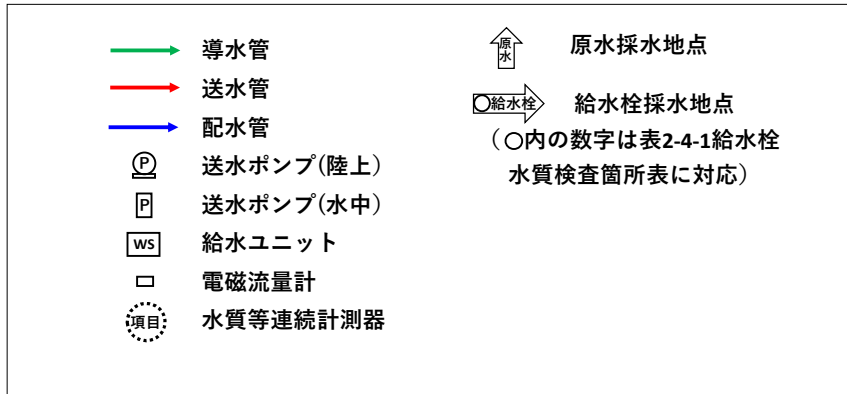 導水管
送水管
配水管
P 送水ポンプ(陸上)
P 送水ポンプ(水中)
WS 給水ユニット
電磁流量計
項目 水質等連続計測器
原水 原水採水地点
〇給水栓 給水栓採水地点
(〇内の数字は表2-4-1給水栓
水質検査箇所表に対応)